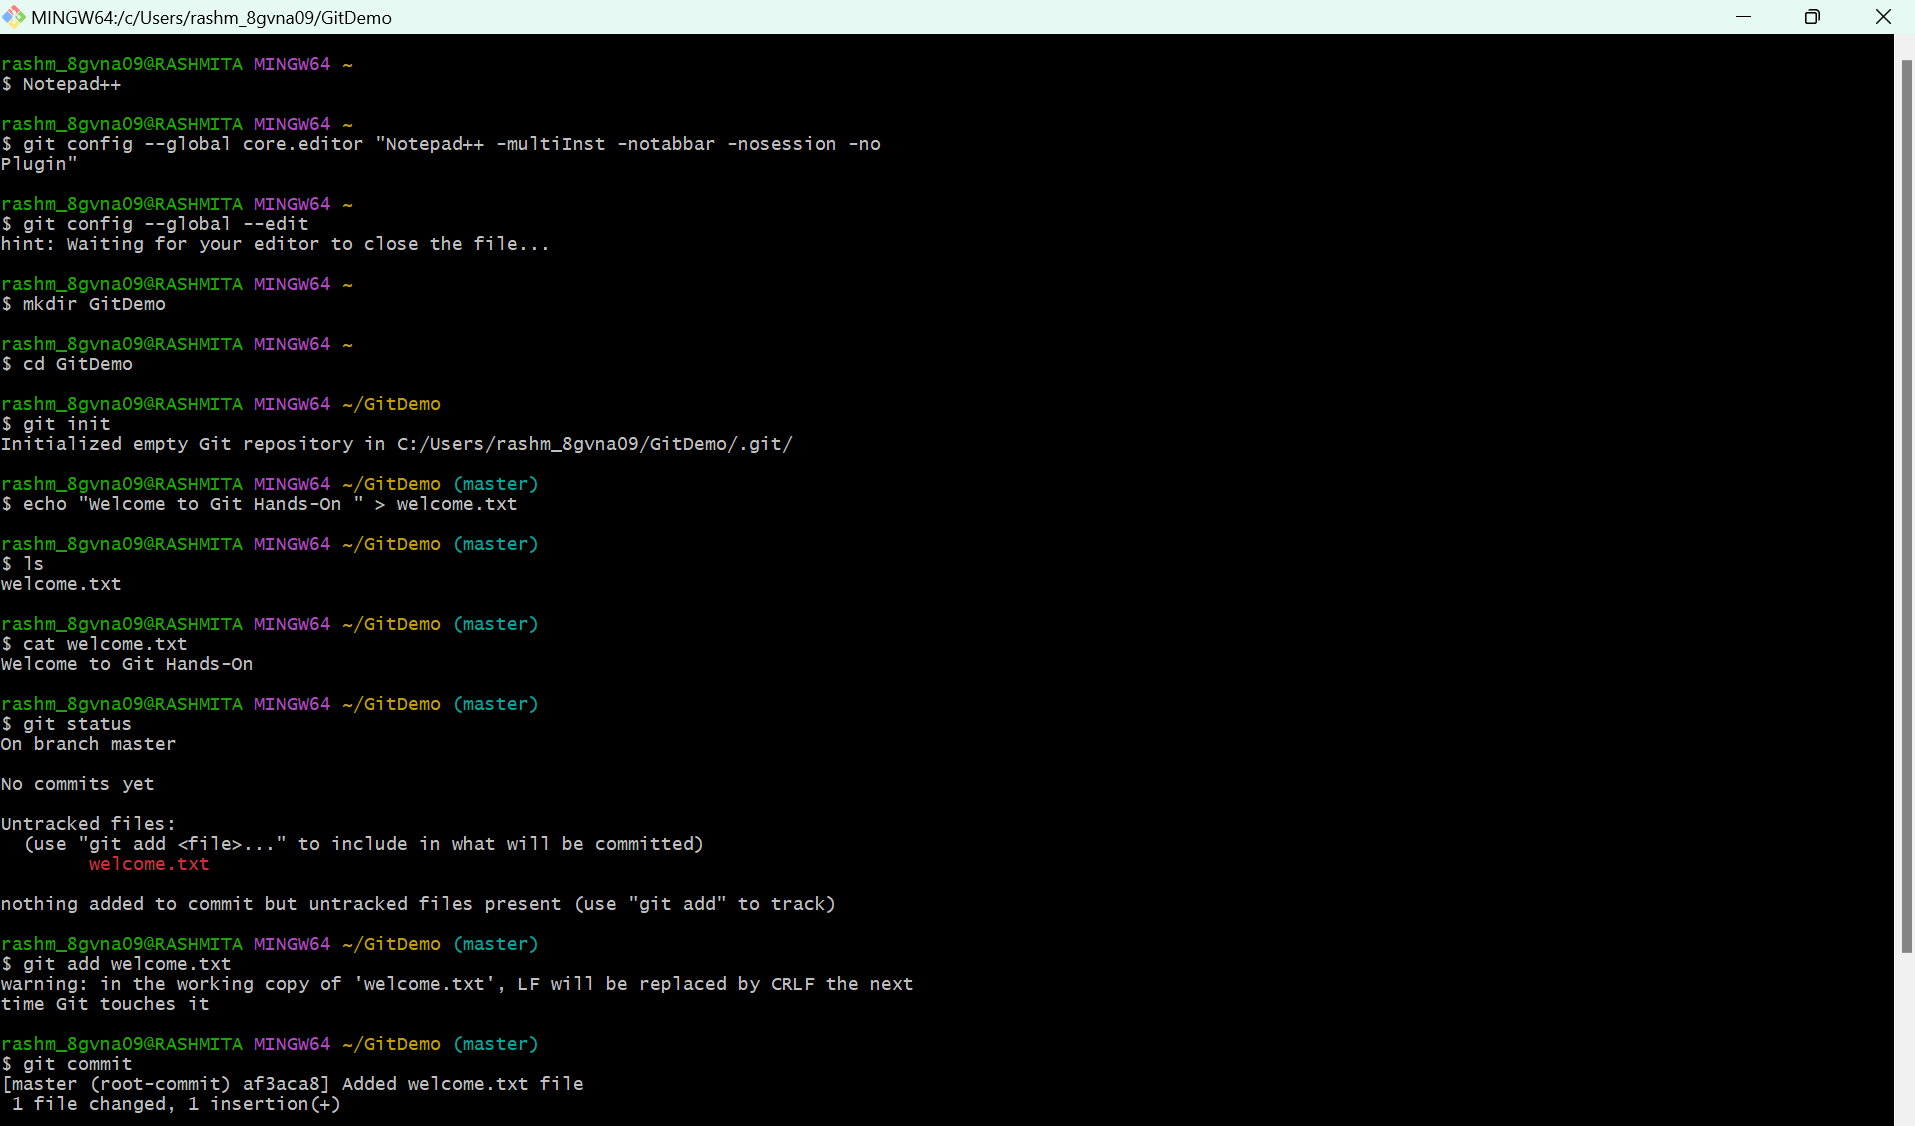 MINGW64:/c/Users/rashm_8gvna09/GitDemo
rashm_8gvna09@RASHMITA MINGW64 ~
$ Notepad++
rashm_8gvna09@RASHMITA MINGW64 ~
$ git config --global core.editor "Notepad++ -multiInst -notabbar -nosession -no
Plugin"
rashm_8gvna09@RASHMITA MINGW64 ~
$ git config --global --edit
hint: Waiting for your editor to close the file...
rashm_8gvna09@RASHMITA MINGW64 ~
$ mkdir GitDemo
rashm_8gvna09@RASHMITA MINGW64 ~
$ cd GitDemo
rashm_8gvna09@RASHMITA MINGW64 ~/GitDemo
$ git init
Initialized empty Git repository in C:/Users/rashm_8gvna09/GitDemo/.git/
rashm_8gvna09@RASHMITA MINGW64 ~/GitDemo (master)
$ echo "Welcome to Git Hands-On " > welcome.txt
rashm_8gvna09@RASHMITA MINGW64 ~/GitDemo (master)
$ ls
welcome.txt
rashm_8gvna09@RASHMITA MINGW64 ~/GitDemo (master)
$ cat welcome.txt
Welcome to Git Hands-On
rashm_8gvna09@RASHMITA MINGW64 ~/GitDemo (master)
$ git status
On branch master
No commits yet
Untracked files:
(use "git add <file>..." to include in what will be committed)
welcome.txt
nothing added to commit but untracked files present (use "git add" to track)
rashm_8gvna09@RASHMITA MINGW64 ~/GitDemo (master)
$ git add welcome.txt
warning: in the working copy of 'welcome.txt', LF will be replaced by CRLF the next
time Git touches it
rashm_8gvna09@RASHMITA MINGW64 ~/GitDemo (master)
$ git commit
[master (root-commit) af3aca8] Added welcome.txt file
1 file changed, 1 insertion(+)